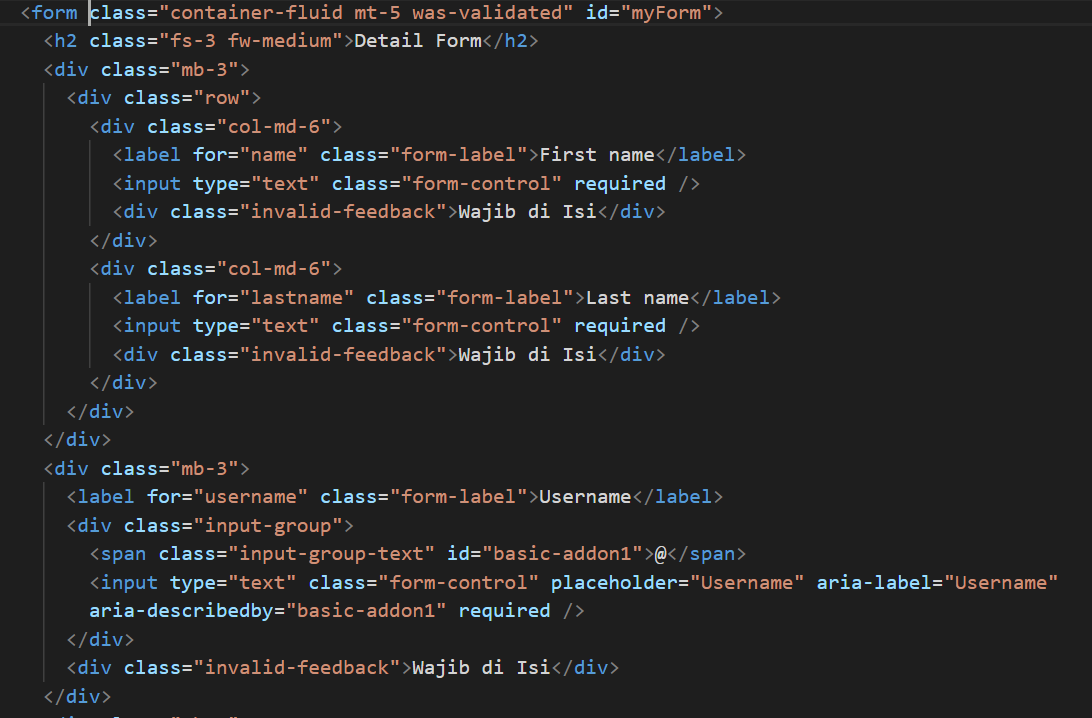 <form class="container-fluid mt-5 was-validated" id="myForm">
<h2 class="fs-3 fw-medium">Detail Form</h2>
<div class="mb-3">
<div class="row">
<div class="col-md-6">
<label for="name" class="form-label">First name</label>
<input type="text" class="form-control" required />
<div class="invalid-feedback">Wajib di Isi</div>
</div>
<div class="col-md-6">
<label for="lastname" class="form-label">Last name</label>
<input type="text" class="form-control" required />
<div class="invalid-feedback">Wajib di Isi</div>
</div>
</div>
</div>
<div class="mb-3">
<label for="username" class="form-label">Username</label>
<div class="input-group">
<span class="input-group-text" id="basic-addon1">@</span>
<input type="text" class="form-control" placeholder="Username" aria-label="Username"
aria-describedby="basic-addon1" required />
</div>
<div class="invalid-feedback">Wajib di Isi</div>
</div>